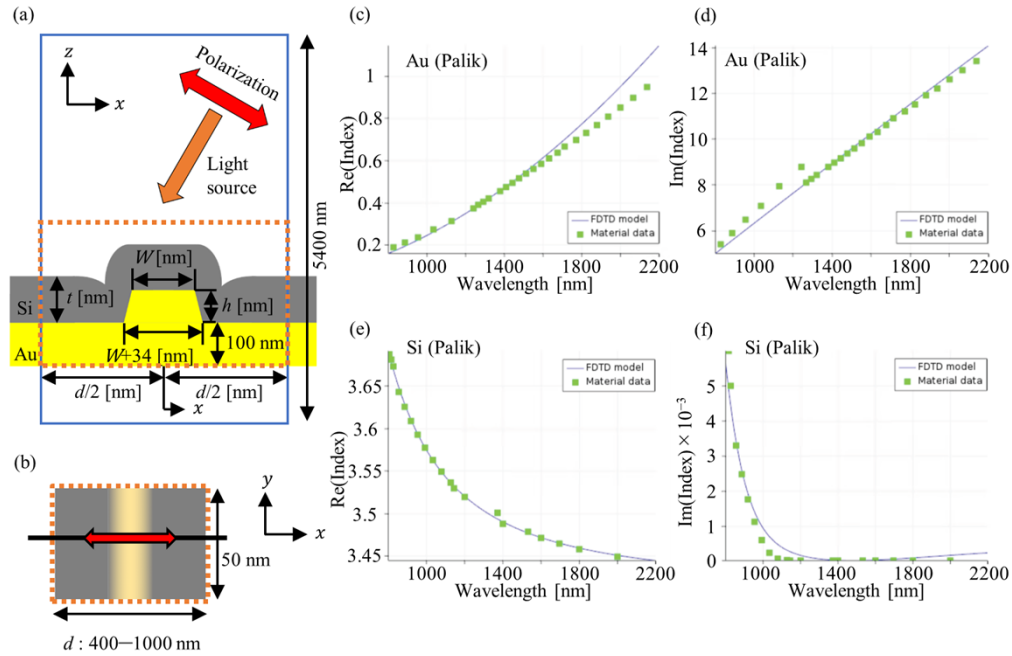 (a)
z
x
Polarization
Light
source
5400 nm
W [nm]
t [nm]
h [nm]
Si
Au
100 nm
W+34 [nm]
d/2 [nm]
d/2 [nm]
x
(b)
y
x
50 nm
d : 400−1000 nm
(c)
Au (Palik)
Re(Index)
1
0.8
0.6
0.4
0.2
FDTD model
Material data
1000 1400 1800 2200
Wavelength [nm]
(d)
Au (Palik)
Im(Index)
14
12
10
8
6
FDTD model
Material data
1000 1400 1800 2200
Wavelength [nm]
(e)
Si (Palik)
Re(Index)
3.65
3.6
3.55
3.5
3.45
FDTD model
Material data
1000 1400 1800 2200
Wavelength [nm]
(f)
Si (Palik)
Im(Index) × 10⁻³
5
4
3
2
1
0
FDTD model
Material data
1000 1400 1800 2200
Wavelength [nm]